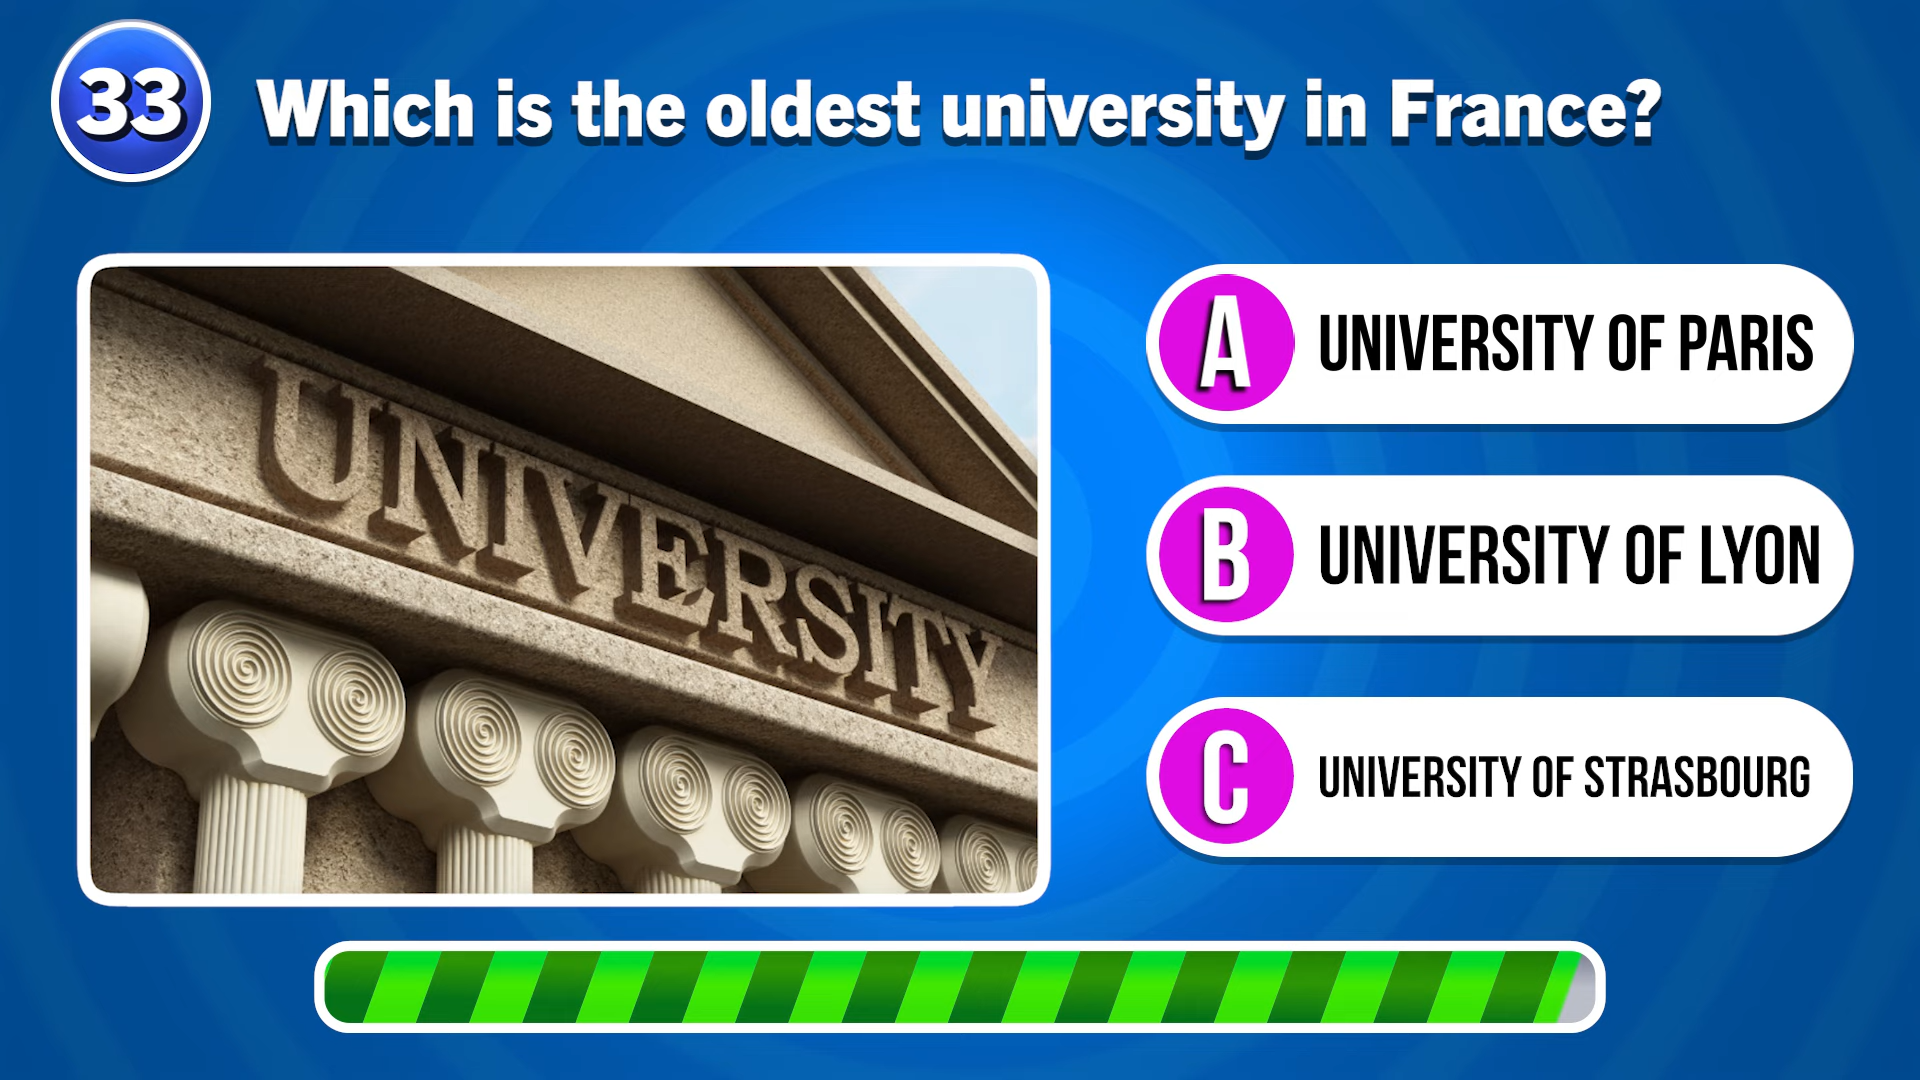 33
Which is the oldest university in France?
UNIVERSITY
A UNIVERSITY OF PARIS
B UNIVERSITY OF LYON
C UNIVERSITY OF STRASBOURG